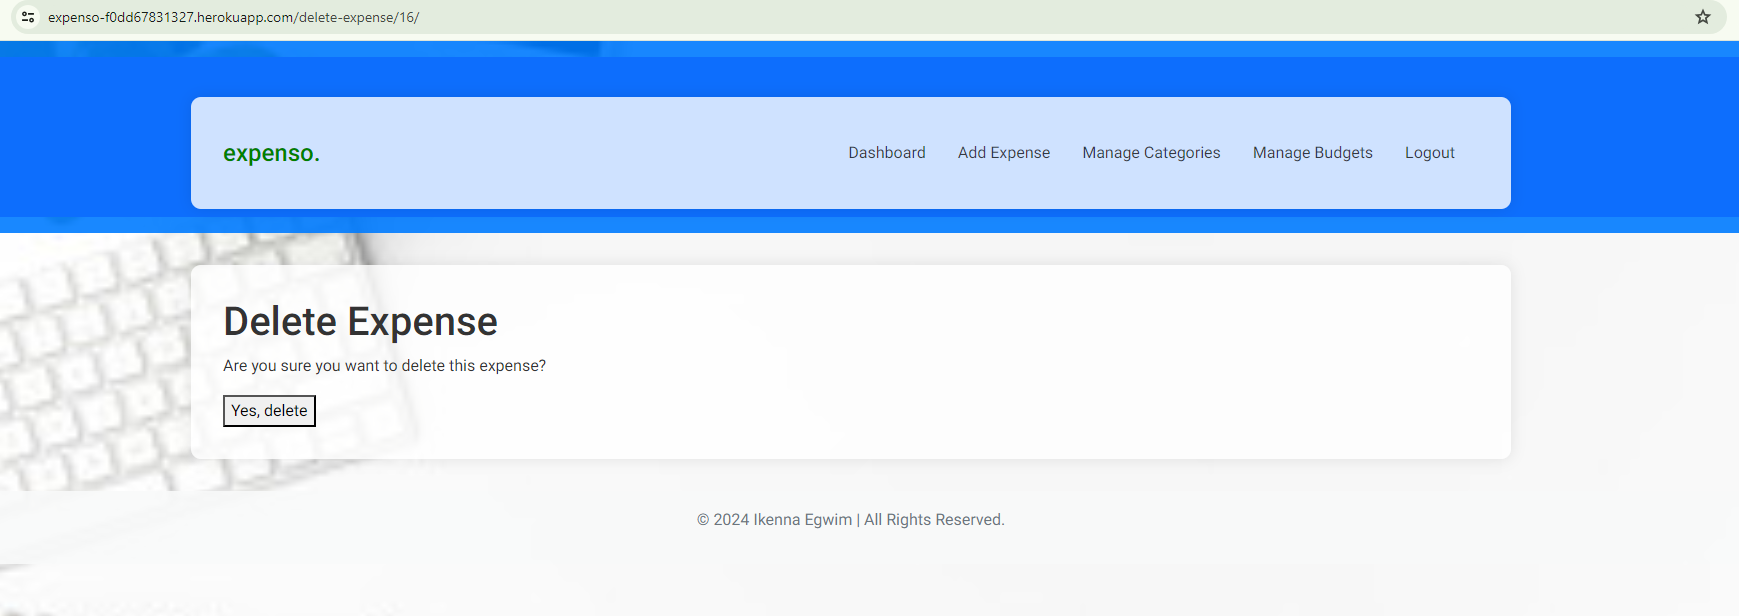 expenso-f0dd67831327.herokuapp.com/delete-expense/16/
expenso. Dashboard Add Expense Manage Categories Manage Budgets Logout
Delete Expense
Are you sure you want to delete this expense?
Yes, delete
© 2024 Ikenna Egwim | All Rights Reserved.